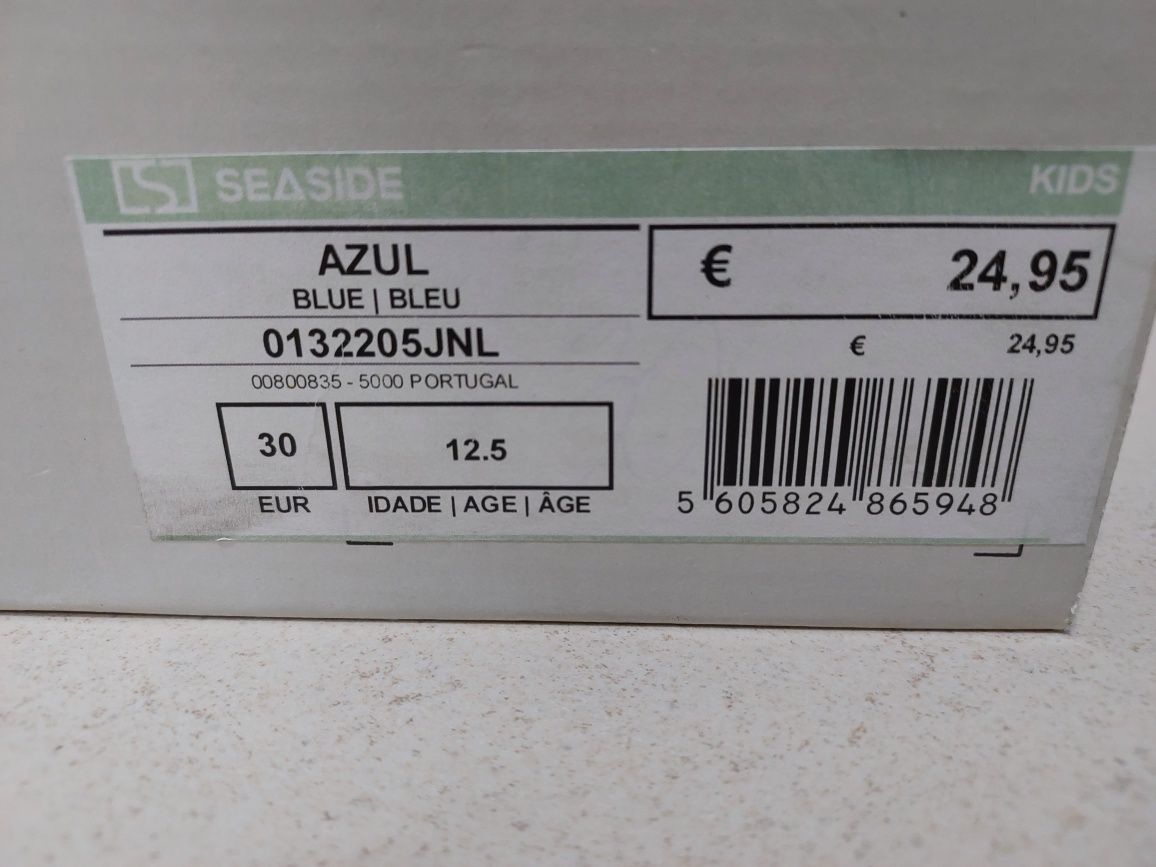 S SEASIDE
KIDS
AZUL
BLUE | BLEU
0132205JNL
00800835 - 5000 PORTUGAL
30
EUR
12.5
IDADE | AGE | ÂGE
€ 24,95
€ 24,95
5 605824 865948